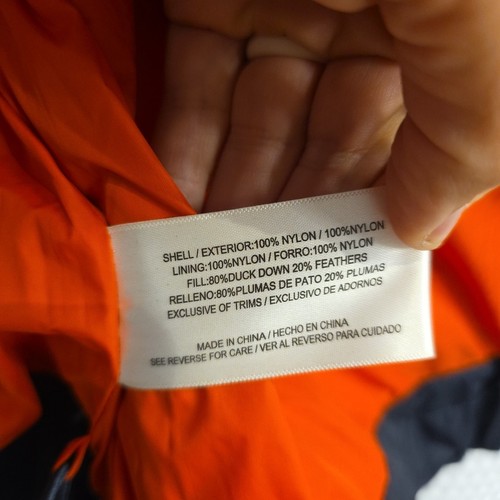 SHELL / EXTERIOR:100% NYLON / 100%NYLON
LINING:100%NYLON / FORRO:100% NYLON
FILL:80%DUCK DOWN 20% FEATHERS
RELLENO:80%PLUMAS DE PATO 20% PLUMAS
EXCLUSIVE OF TRIMS / EXCLUSIVO DE ADORNOS
MADE IN CHINA / HECHO EN CHINA
SEE REVERSE FOR CARE / VER AL REVERSO PARA CUIDADO